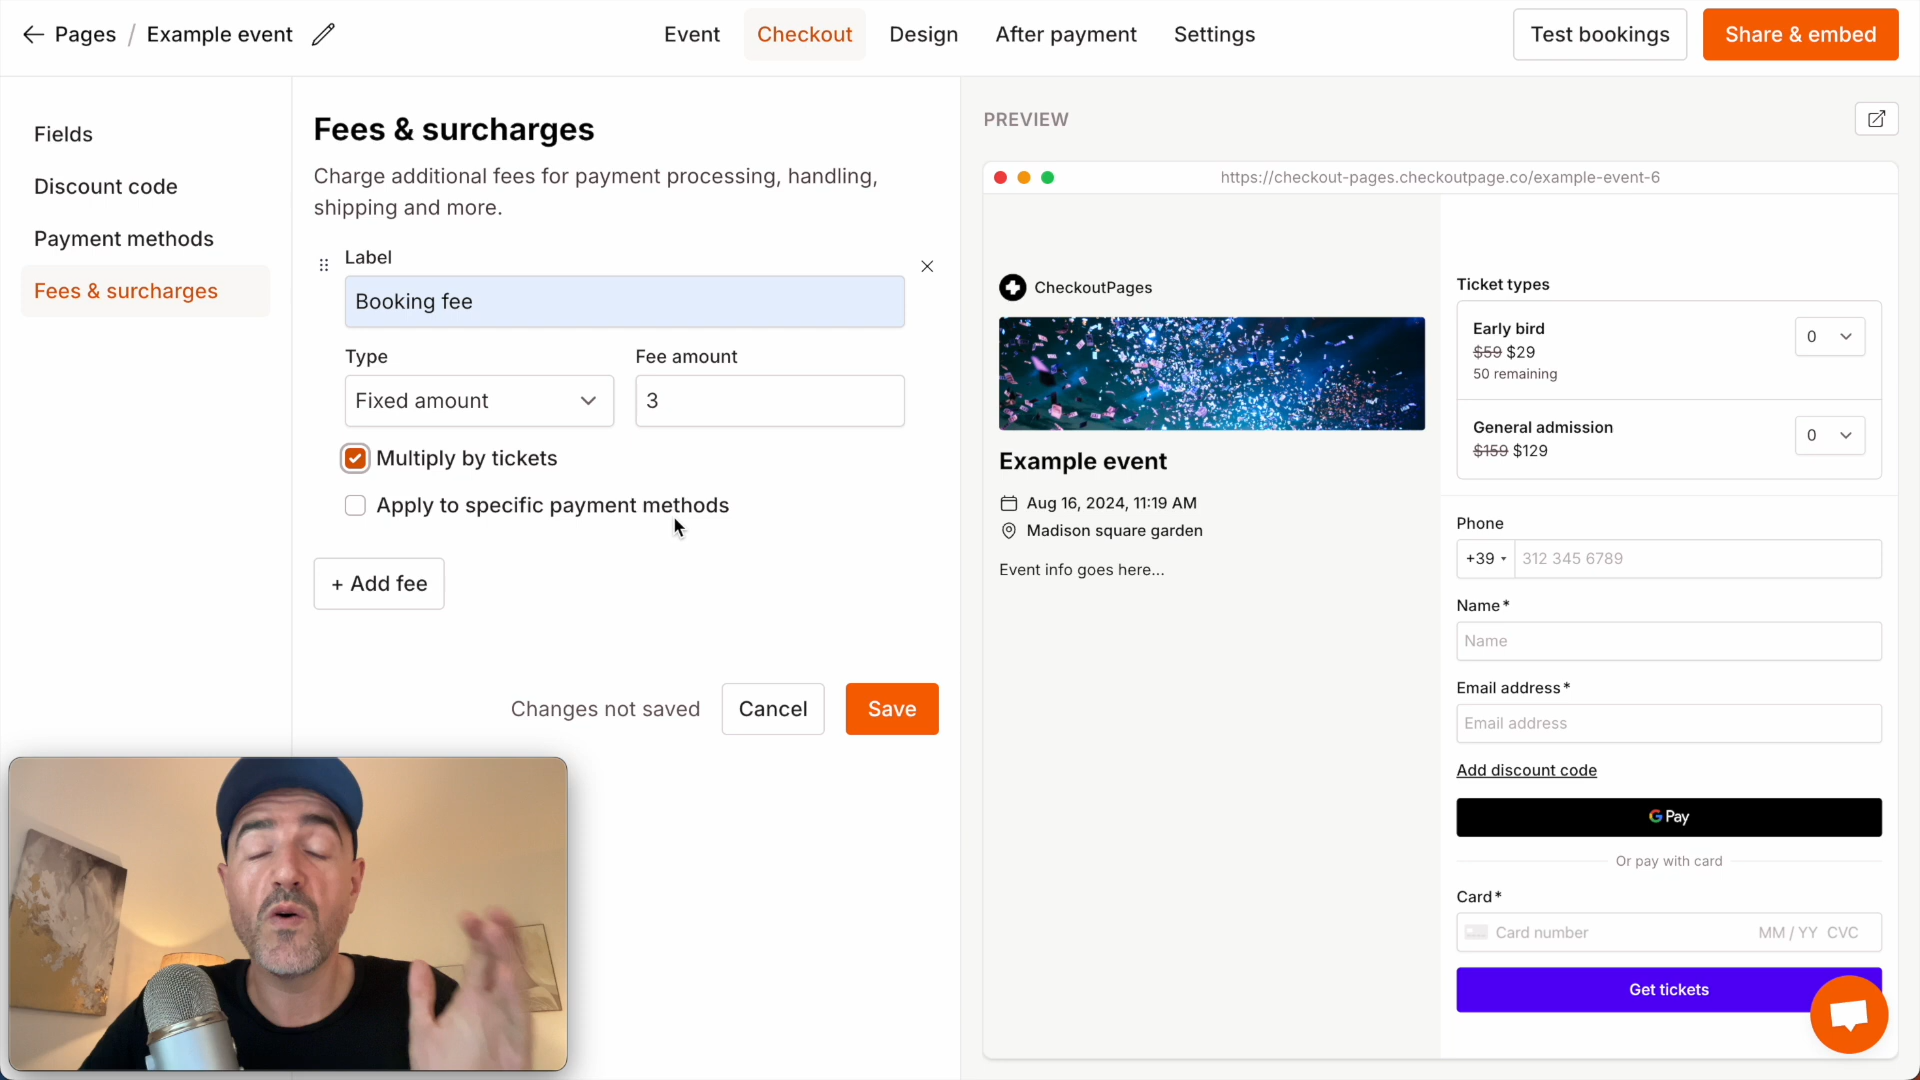 Pages / Example event
Event
Checkout
Design
After payment
Settings
Test bookings
Share & embed
Fields
Discount code
Payment methods
Fees & surcharges
Fees & surcharges
Charge additional fees for payment processing, handling,
shipping and more.
Label
Booking fee
Type
Fee amount
Fixed amount
3
Multiply by tickets
Apply to specific payment methods
+ Add fee
Changes not saved
Cancel
Save
PREVIEW
https://checkout-pages.checkoutpage.co/example-event-6
CheckoutPages
Example event
Aug 16, 2024, 11:19 AM
Madison square garden
Event info goes here...
Ticket types
Early bird
$59 $29
50 remaining
0
General admission
$159 $129
0
Phone
+39
312 345 6789
Name*
Name
Email address*
Email address
Add discount code
G Pay
Or pay with card
Card*
Card number
MM / YY CVC
Get tickets